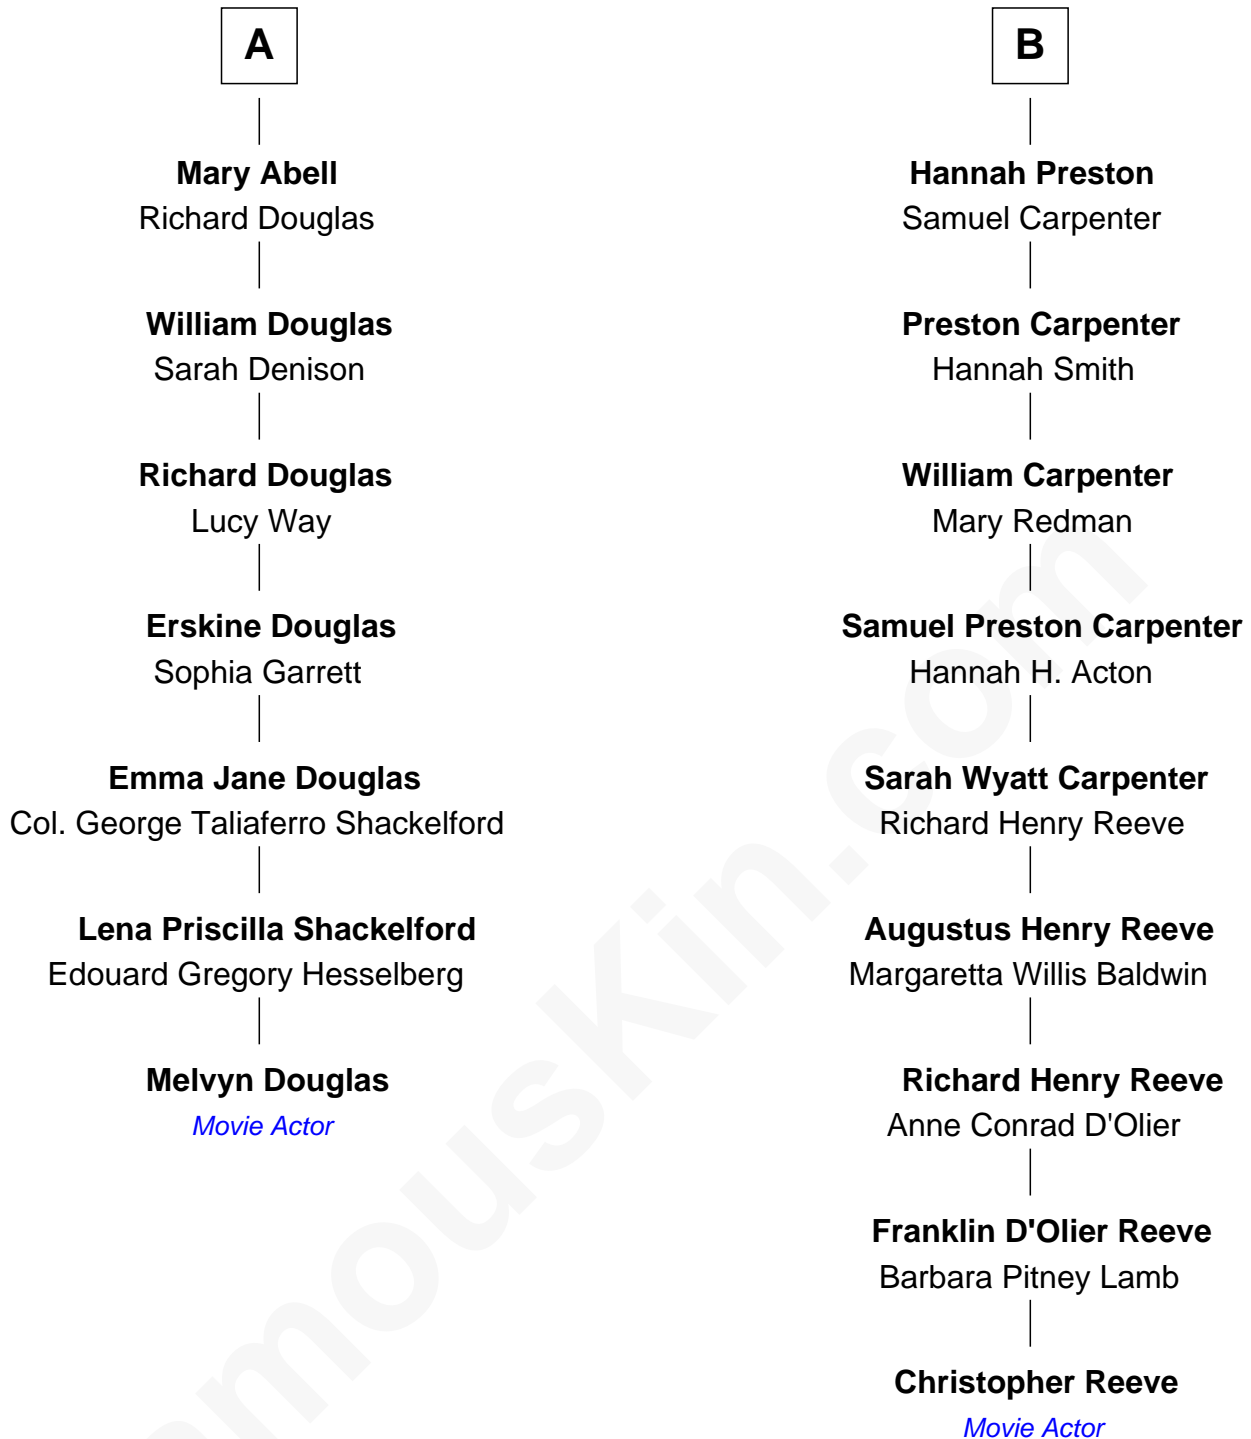 A
Mary Abell
Richard Douglas
William Douglas
Sarah Denison
Richard Douglas
Lucy Way
Erskine Douglas
Sophia Garrett
Emma Jane Douglas
Col. George Taliaferro Shackelford
Lena Priscilla Shackelford
Edouard Gregory Hesselberg
Melvyn Douglas
Movie Actor
B
Hannah Preston
Samuel Carpenter
Preston Carpenter
Hannah Smith
William Carpenter
Mary Redman
Samuel Preston Carpenter
Hannah H. Acton
Sarah Wyatt Carpenter
Richard Henry Reeve
Augustus Henry Reeve
Margaretta Willis Baldwin
Richard Henry Reeve
Anne Conrad D'Olier
Franklin D'Olier Reeve
Barbara Pitney Lamb
Christopher Reeve
Movie Actor
amouskin.com